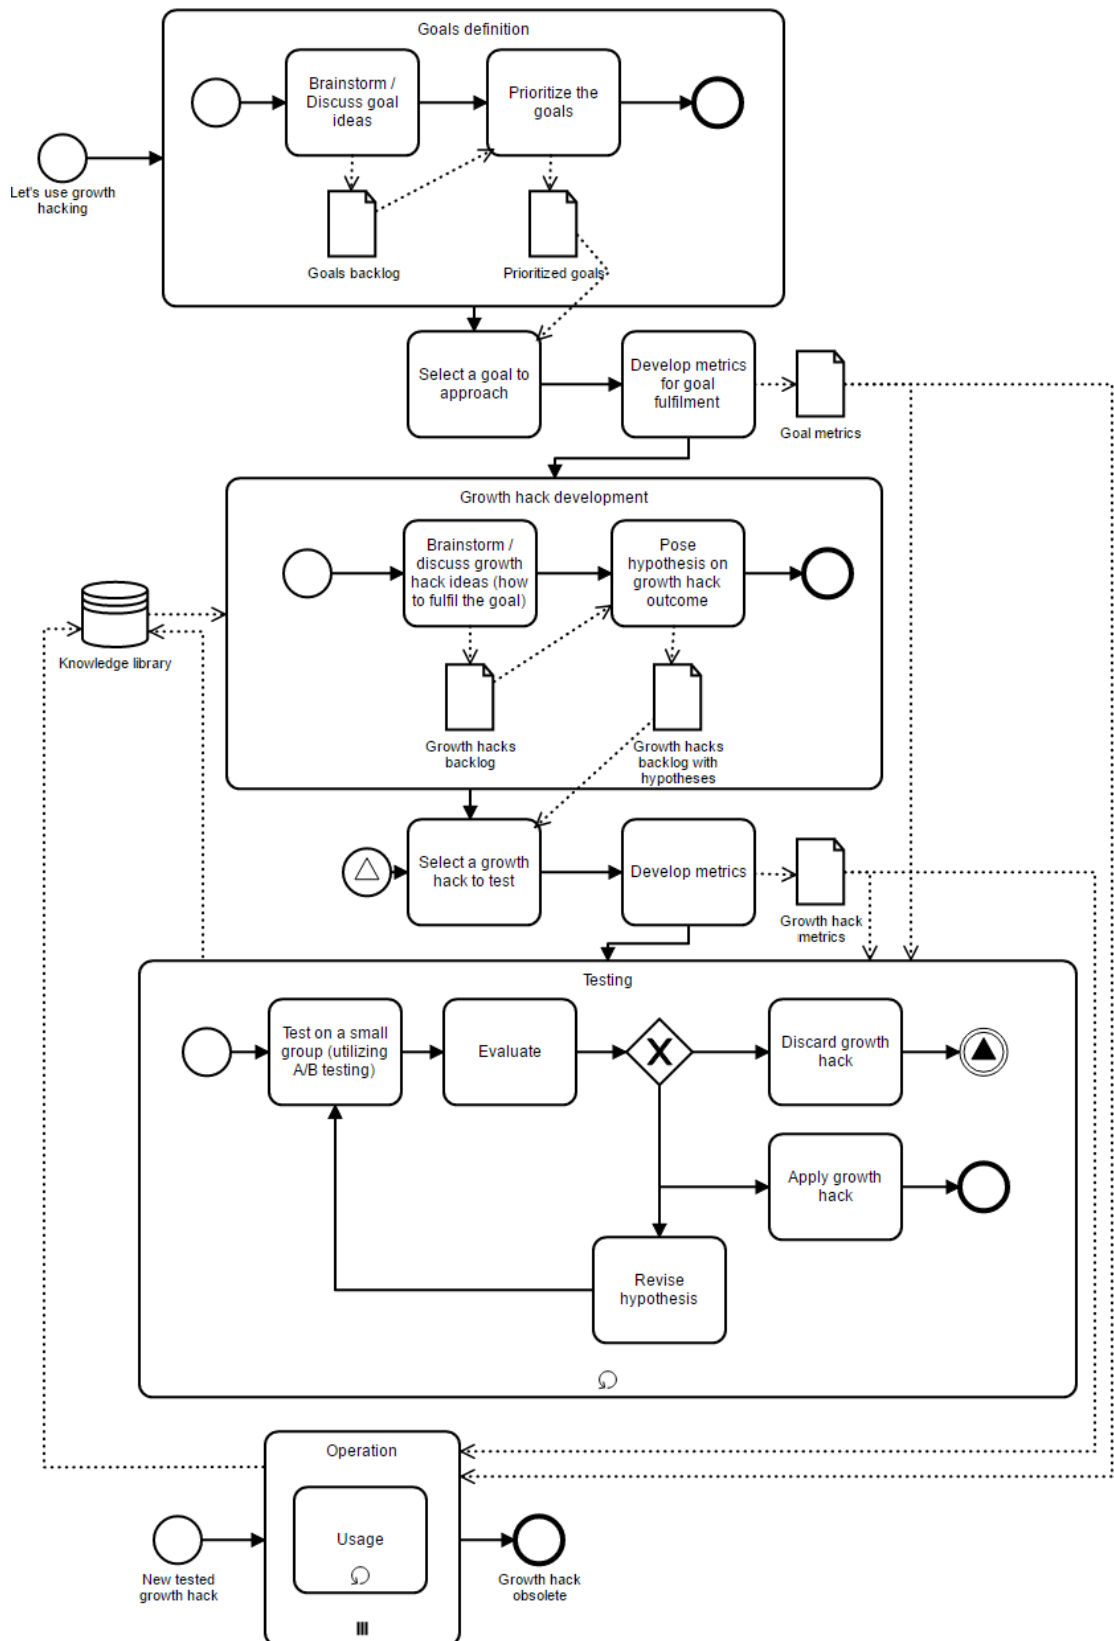 Goals definition
Brainstorm /
Discuss goal
ideas
Prioritize the
goals
Let's use growth
hacking
Goals backlog
Prioritized goals
Select a goal to
approach
Develop metrics
for goal
fulfilment
Goal metrics
Growth hack development
Brainstorm /
discuss growth
hack ideas (how
to fulfil the goal)
Pose
hypothesis on
growth hack
outcome
Knowledge library
Growth hacks
backlog
Growth hacks
backlog with
hypotheses
Select a growth
hack to test
Develop metrics
Growth hack
metrics
Testing
Test on a small
group (utilizing
A/B testing)
Evaluate
X
Discard growth
hack
Apply growth
hack
Revise
hypothesis
Operation
Usage
New tested
growth hack
Growth hack
obsolete